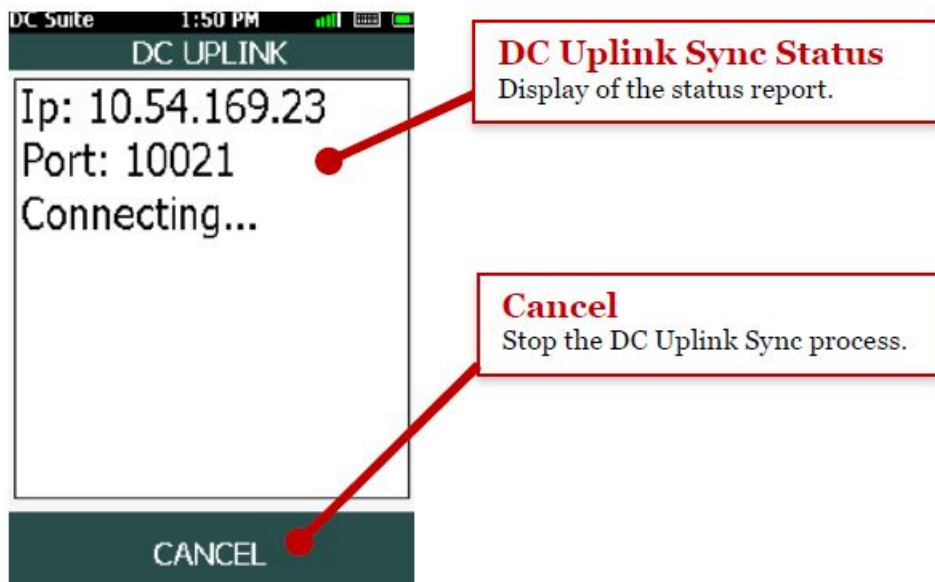 DC Suite 1:50 PM
DC UPLINK
Ip: 10.54.169.23
Port: 10021
Connecting...
CANCEL
DC Uplink Sync Status
Display of the status report.
Cancel
Stop the DC Uplink Sync process.